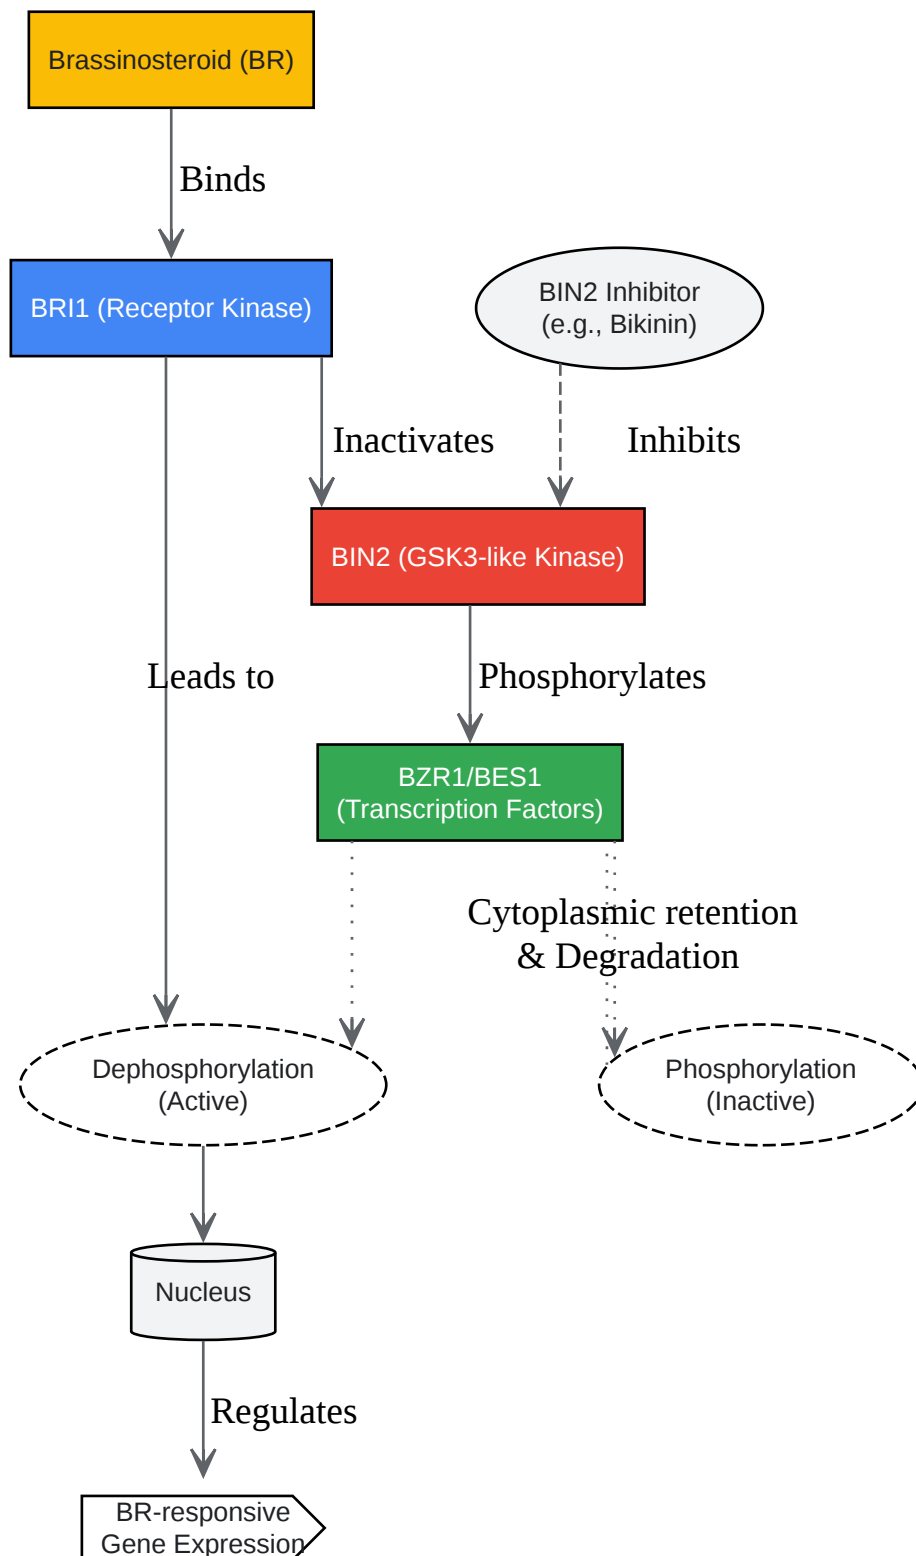 Brassinosteroid (BR)
Binds
BRI1 (Receptor Kinase)
BIN2 Inhibitor
(e.g., Bikinin)
Inactivates
Inhibits
BIN2 (GSK3-like Kinase)
Leads to
Phosphorylates
BZR1/BES1
(Transcription Factors)
Cytoplasmic retention
& Degradation
Dephosphorylation
(Active)
Phosphorylation
(Inactive)
Nucleus
Regulates
BR-responsive
Gene Expression